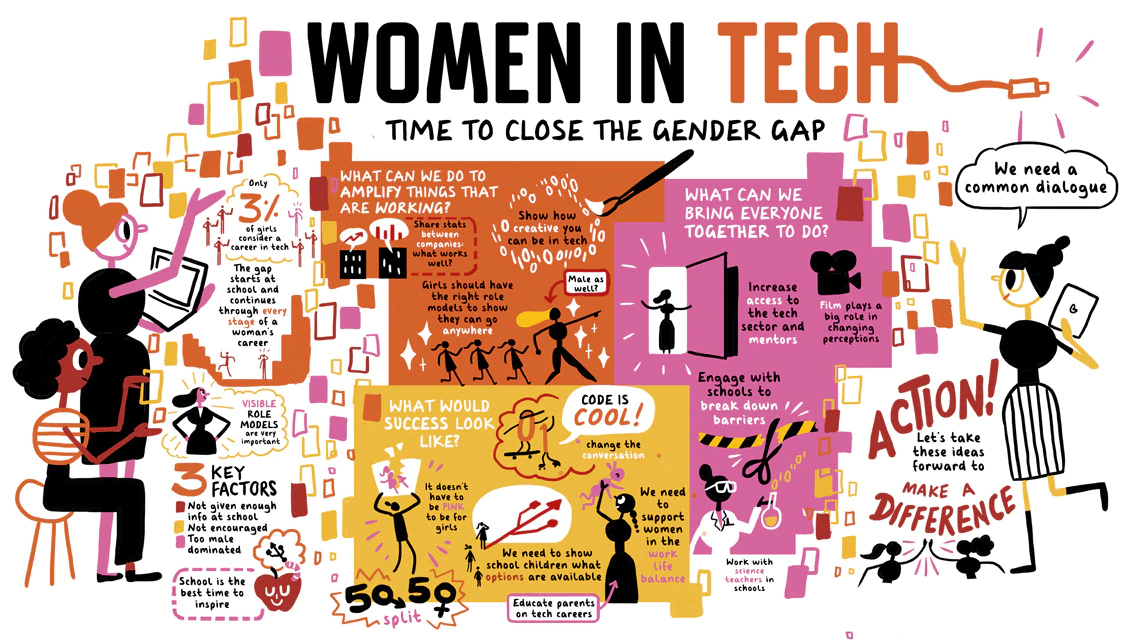 WOMEN IN TECH
TIME TO CLOSE THE GENDER GAP
Only
3%
of girls
consider a
career in tech
The gap
starts at
school and
continues
through every
stage of a
woman's
career
VISIBLE
ROLE
MODELS
are very
important
3 KEY
FACTORS
Not given enough
info at school
Not encouraged
Too male
dominated
School is the
best time to
inspire
WHAT CAN WE DO TO
AMPLIFY THINGS THAT
ARE WORKING?
Share stats
between
companies:
what works
well?
Show how
creative you
can be in tech
Girls should have
the right role
models to show
they can go
anywhere
Male as
well?
WHAT CAN WE
BRING EVERYONE
TOGETHER TO DO?
Increase
access to
the tech
sector and
mentors
Film plays a
big role in
changing
perceptions
Engage with
schools to
break down
barriers
Work with
science
teachers in
schools
WHAT WOULD
SUCCESS LOOK
LIKE?
01
CODE IS
COOL!
change the
conversation
It doesn't
have to
be PINK
to be for
girls
50 50
split
We need to show
school children what
options are available
We need
to
support
women
in the
work
life
balance
Educate parents
on tech careers
We need a
common dialogue
ACTION!
Let's take
these ideas
forward to
MAKE A
DIFFERENCE